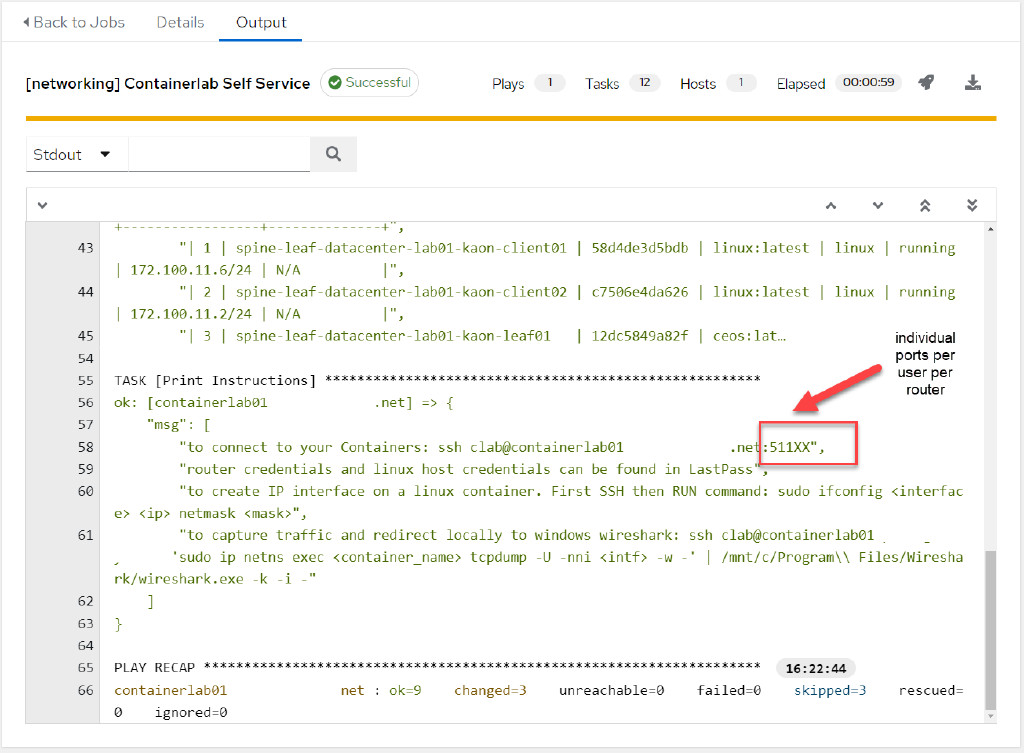 Back to Jobs Details Output
[networking] Containerlab Self Service Successful Plays 1 Tasks 12 Hosts 1 Elapsed 00:00:59
Stdout
+-----------------+--------------+",
43 "| 1 | spine-leaf-datacenter-lab01-kaon-client01 | 58d4de3d5bdb | linux:latest | linux | running
| 172.100.11.6/24 | N/A |",
44 "| 2 | spine-leaf-datacenter-lab01-kaon-client02 | c7506e4da626 | linux:latest | linux | running
| 172.100.11.2/24 | N/A |",
45 "| 3 | spine-leaf-datacenter-lab01-kaon-leaf01 | 12dc5849a82f | ceos:lat…
54
individual
ports per
user per
router
55 TASK [Print Instructions] ******************************************************
56 ok: [containerlab01 .net] => {
57 "msg": [
58 "to connect to your Containers: ssh clab@containerlab01 .net:511XX",
59 "router credentials and linux host credentials can be found in LastPass",
60 "to create IP interface on a linux container. First SSH then RUN command: sudo ifconfig <interfac
e> <ip> netmask <mask>",
61 "to capture traffic and redirect locally to windows wireshark: ssh clab@containerlab01
'sudo ip netns exec <container_name> tcpdump -U -nni <intf> -w -' | /mnt/c/Program\\ Files/Wiresha
rk/wireshark.exe -k -i -"
62 ]
63 }
64
65 PLAY RECAP ********************************************************************* 16:22:44
66 containerlab01 net : ok=9 changed=3 unreachable=0 failed=0 skipped=3 rescued=
0 ignored=0